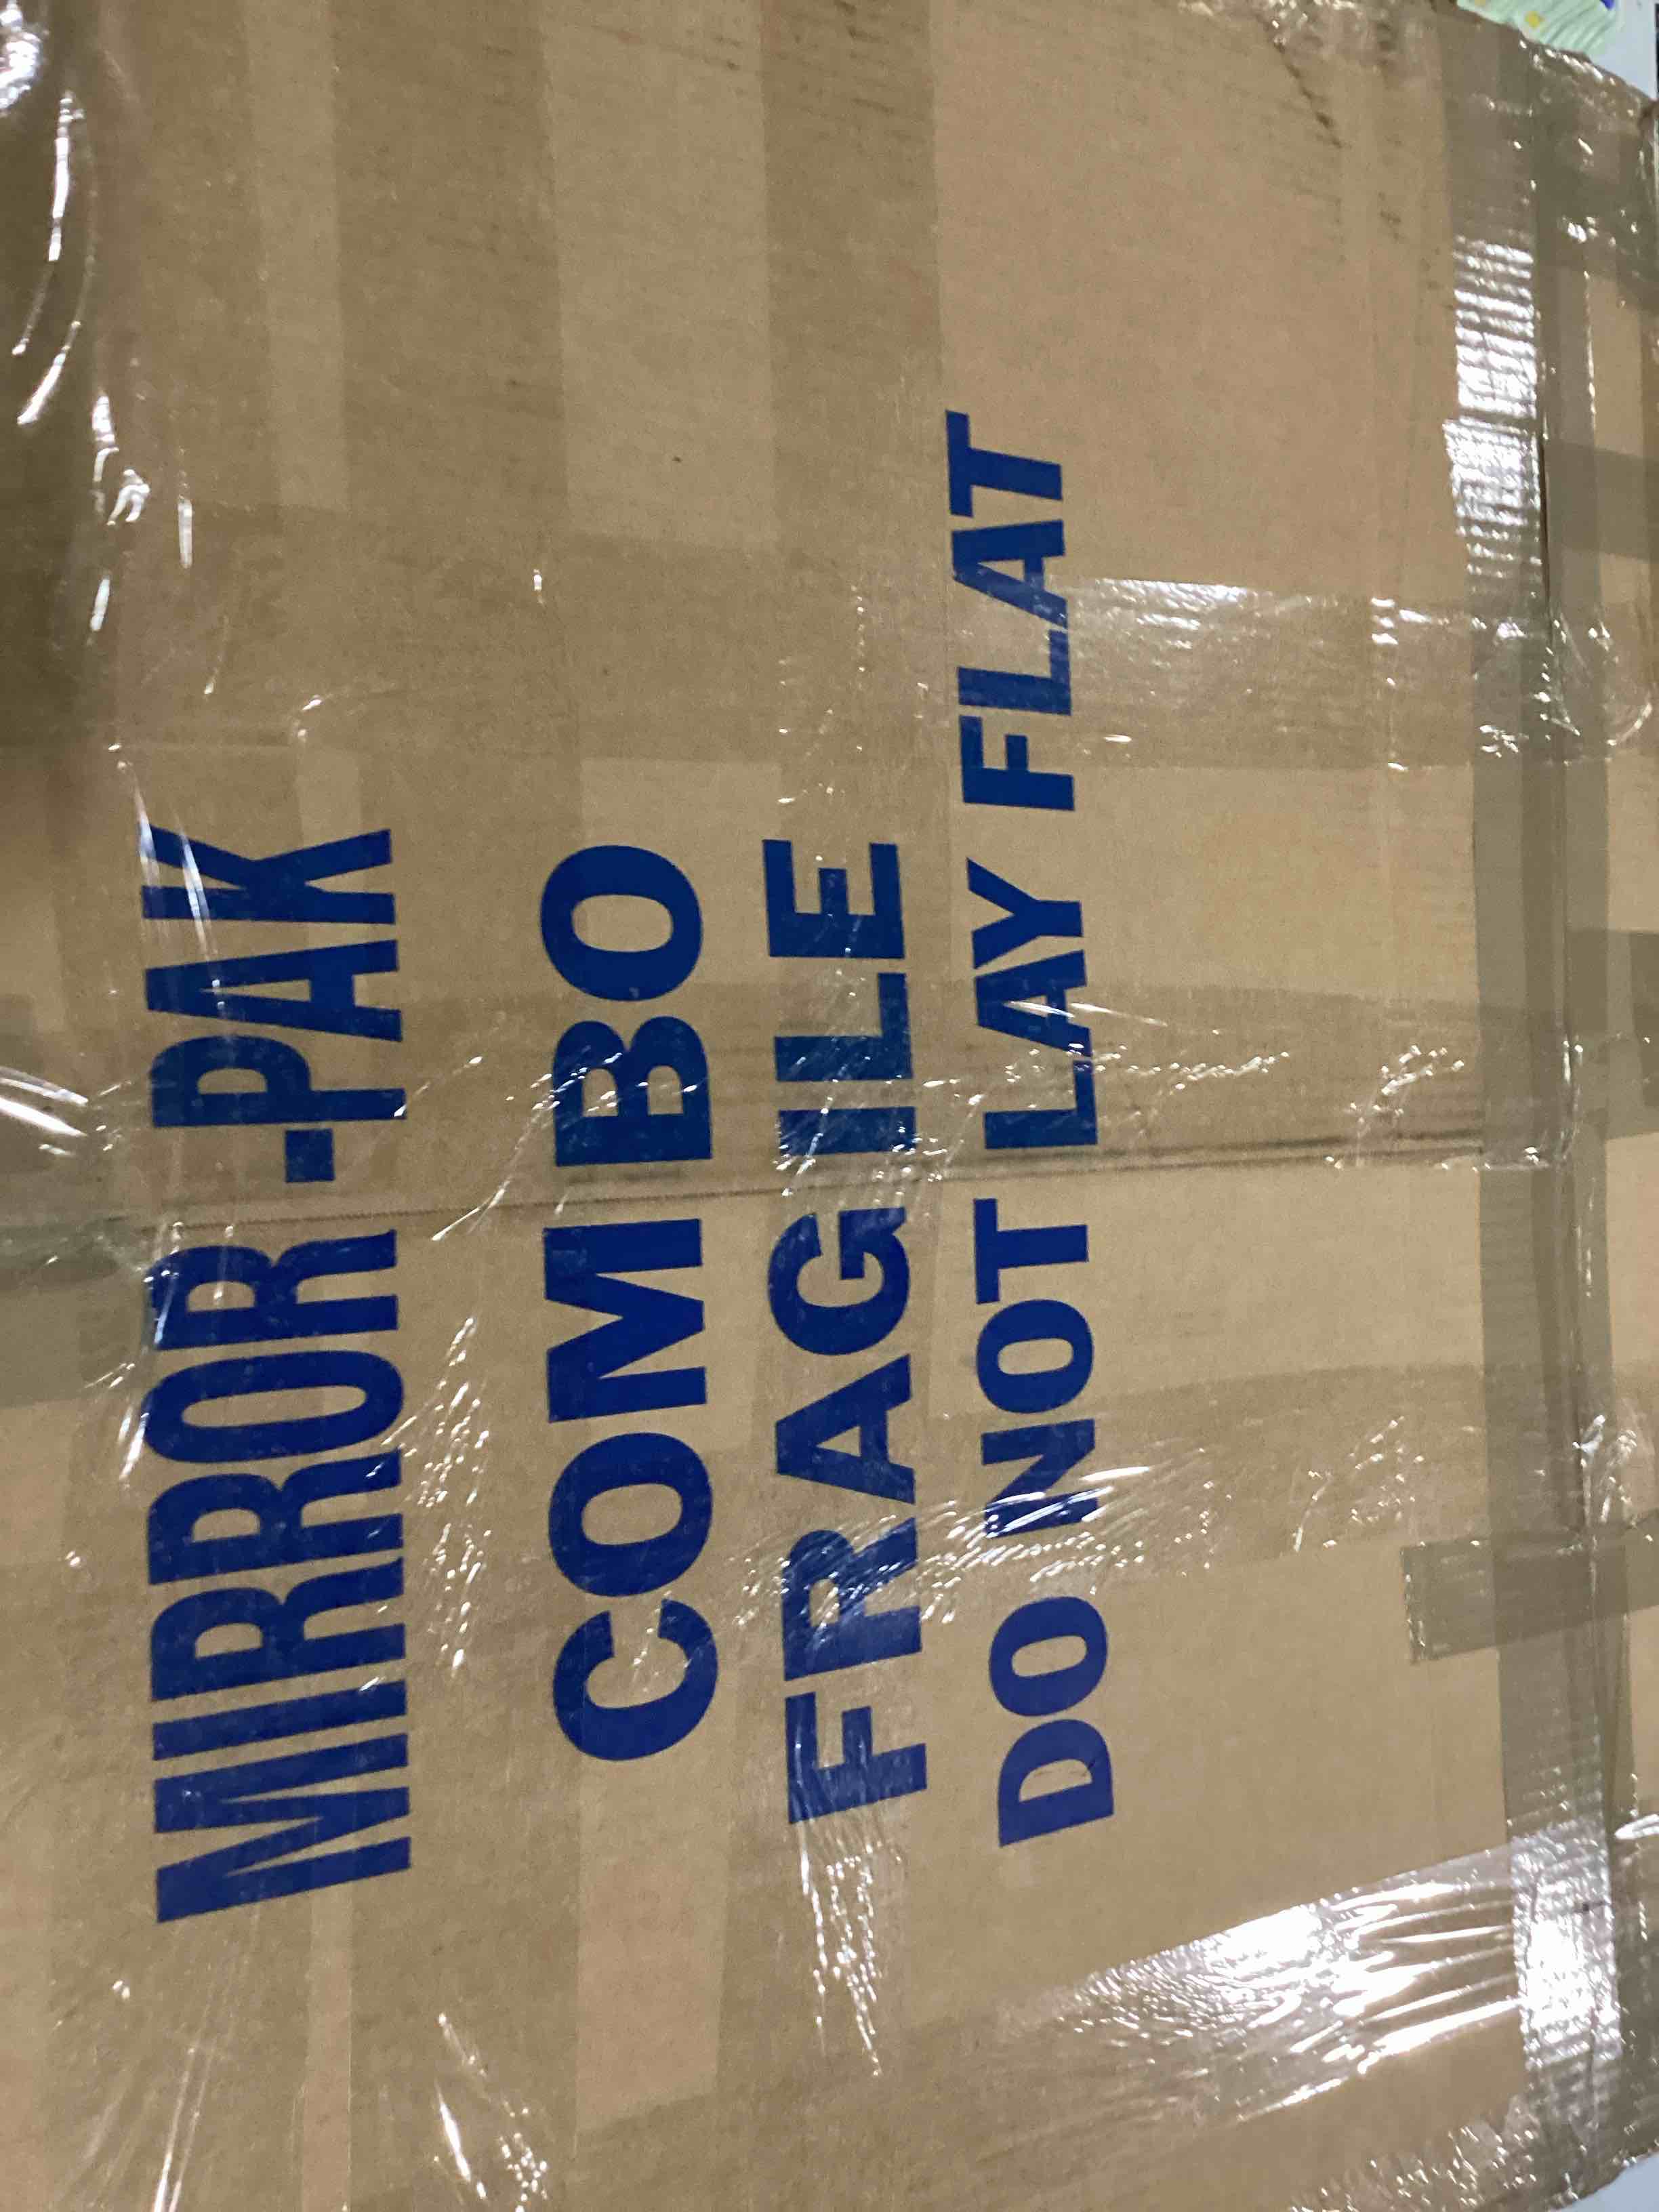 MIRROR-PAK
COMBO
FRAGILE
DO NOT LAY FLAT